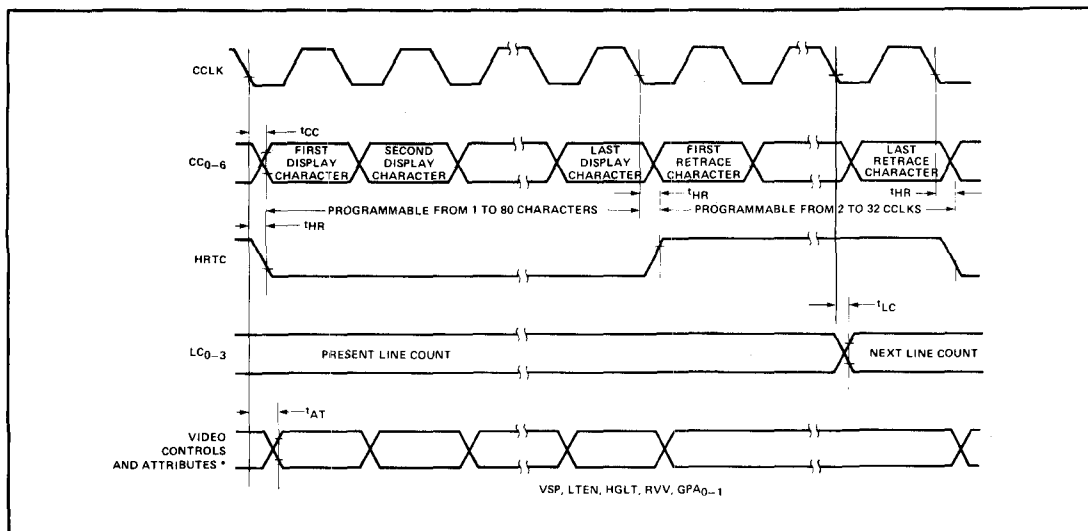 CCLK
tCC
CC0–6
FIRST DISPLAY CHARACTER
SECOND DISPLAY CHARACTER
LAST DISPLAY CHARACTER
FIRST RETRACE CHARACTER
LAST RETRACE CHARACTER
tHR
tHR
PROGRAMMABLE FROM 1 TO 80 CHARACTERS
PROGRAMMABLE FROM 2 TO 32 CCLKS
tHR
HRTC
tLC
LC0–3
PRESENT LINE COUNT
NEXT LINE COUNT
tAT
VIDEO
CONTROLS
AND ATTRIBUTES *
VSP, LTEN, HGLT, RVV, GPA0–1